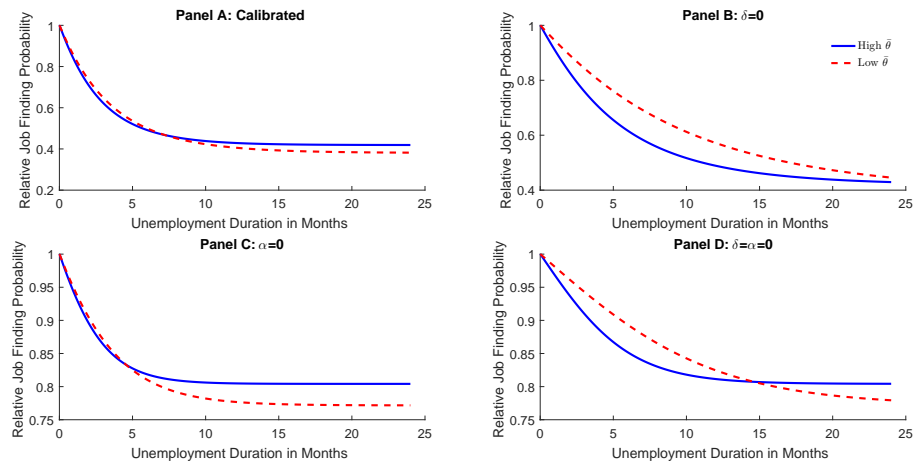 Panel A: Calibrated
Relative Job Finding Probability
1
0.8
0.6
0.4
0.2
0 5 10 15 20 25
Unemployment Duration in Months
Panel B: δ=0
High θ̄
Low θ̄
Relative Job Finding Probability
1
0.8
0.6
0.4
0 5 10 15 20 25
Unemployment Duration in Months
Panel C: α=0
Relative Job Finding Probability
1
0.95
0.9
0.85
0.8
0.75
0 5 10 15 20 25
Unemployment Duration in Months
Panel D: δ=α=0
Relative Job Finding Probability
1
0.95
0.9
0.85
0.8
0.75
0 5 10 15 20 25
Unemployment Duration in Months